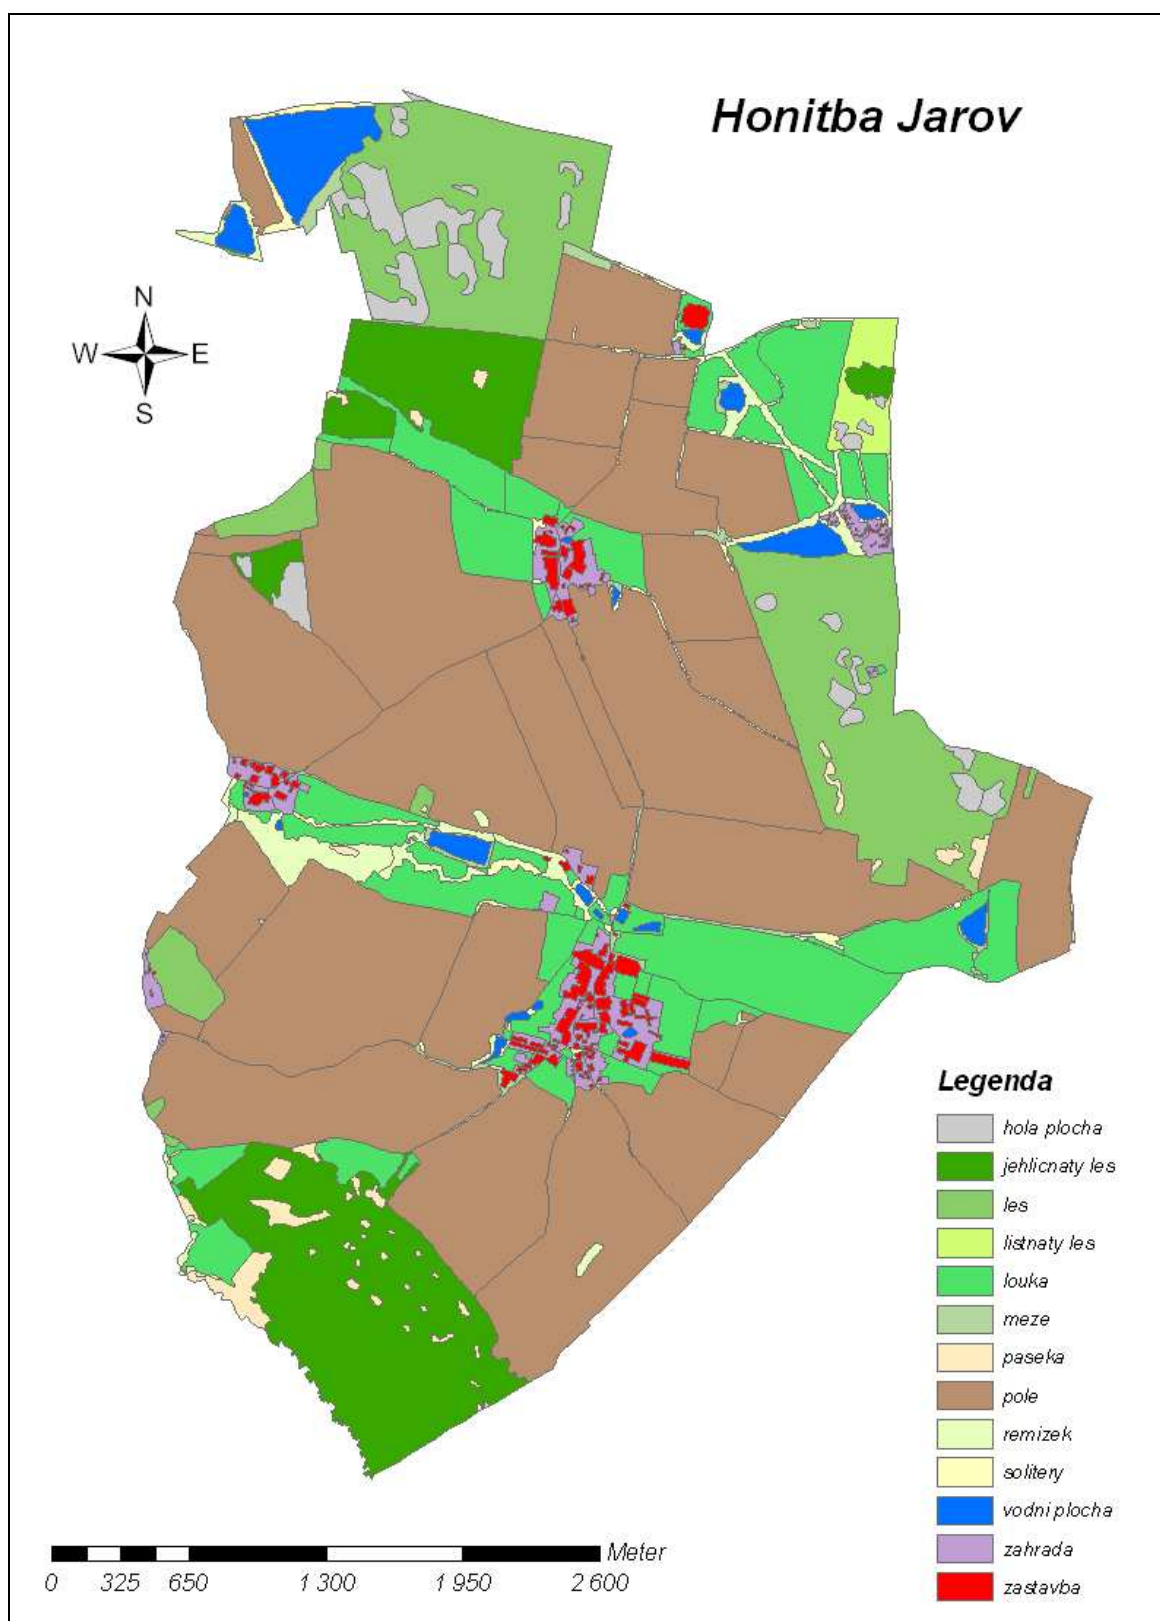 Honitba Jarov
N
W E
S
Legenda
hola plocha
jehlicnaty les
les
listnaty les
louka
meze
paseka
pole
remizek
solitery
vodni plocha
zahrada
zastavba
Meter
0 325 650 1 300 1 950 2 600